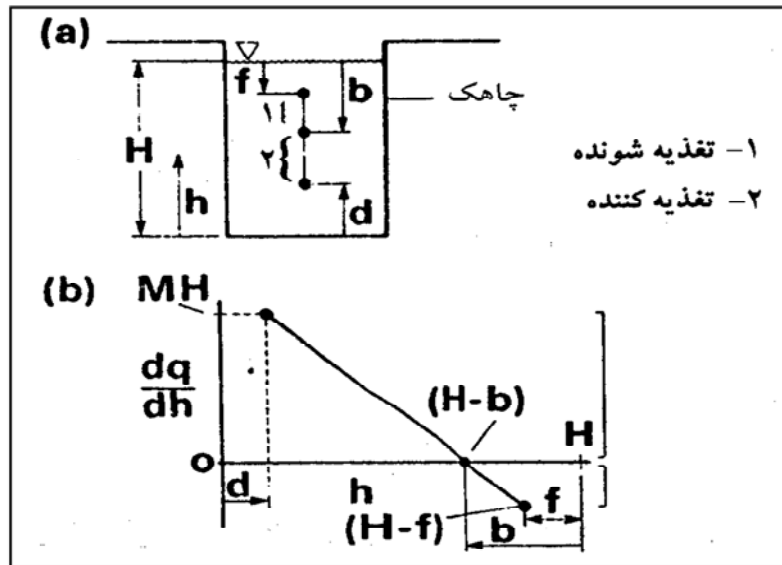 (a)
f
b
چاهک
۱{
H
۲{
۱- تغذیه شونده
h
d
۲- تغذیه کننده
(b) MH
dq
dh
(H-b)
H
o
d
h
f
(H-f)
b